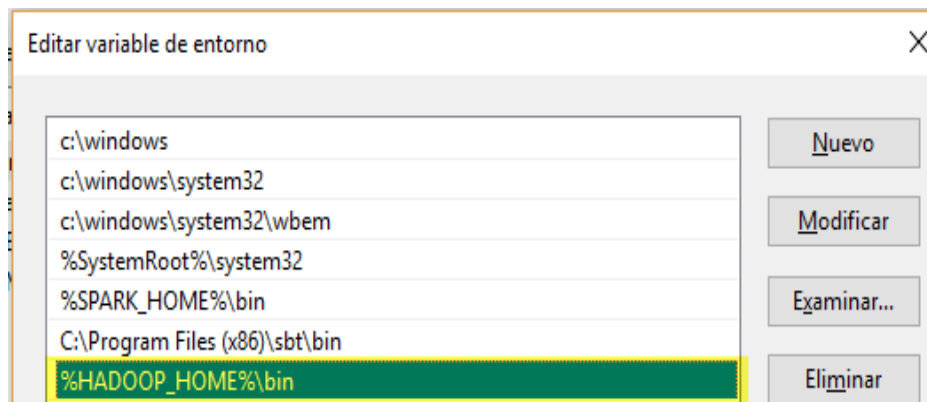 Editar variable de entorno
c:\windows
Nuevo
c:\windows\system32
c:\windows\system32\wbem
Modificar
%SystemRoot%\system32
%SPARK_HOME%\bin
Examinar...
C:\Program Files (x86)\sbt\bin
%HADOOP_HOME%\bin
Eliminar